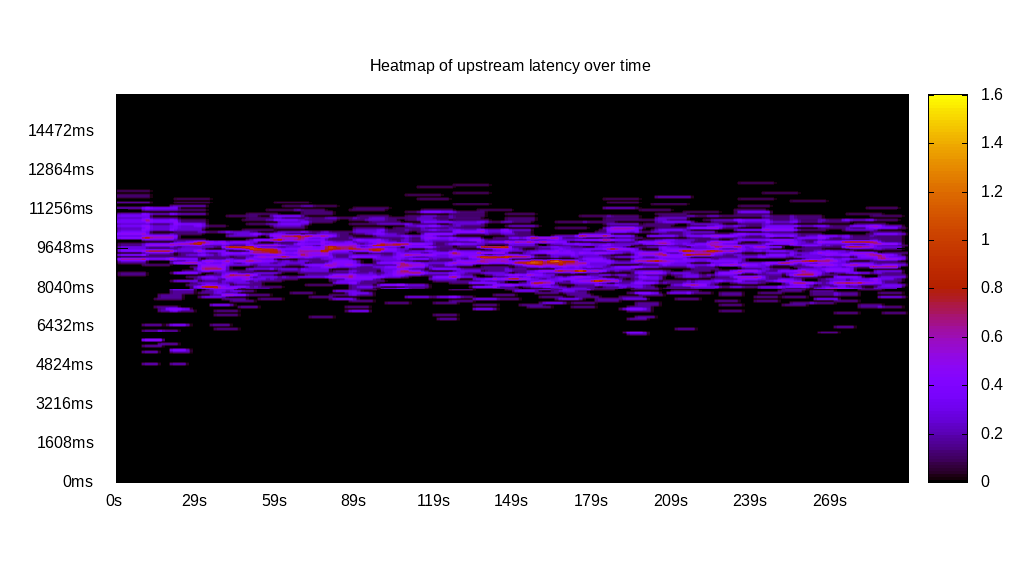 Heatmap of upstream latency over time
14472ms
12864ms
11256ms
9648ms
8040ms
6432ms
4824ms
3216ms
1608ms
0ms
0s 29s 59s 89s 119s 149s 179s 209s 239s 269s
1.6
1.4
1.2
1
0.8
0.6
0.4
0.2
0